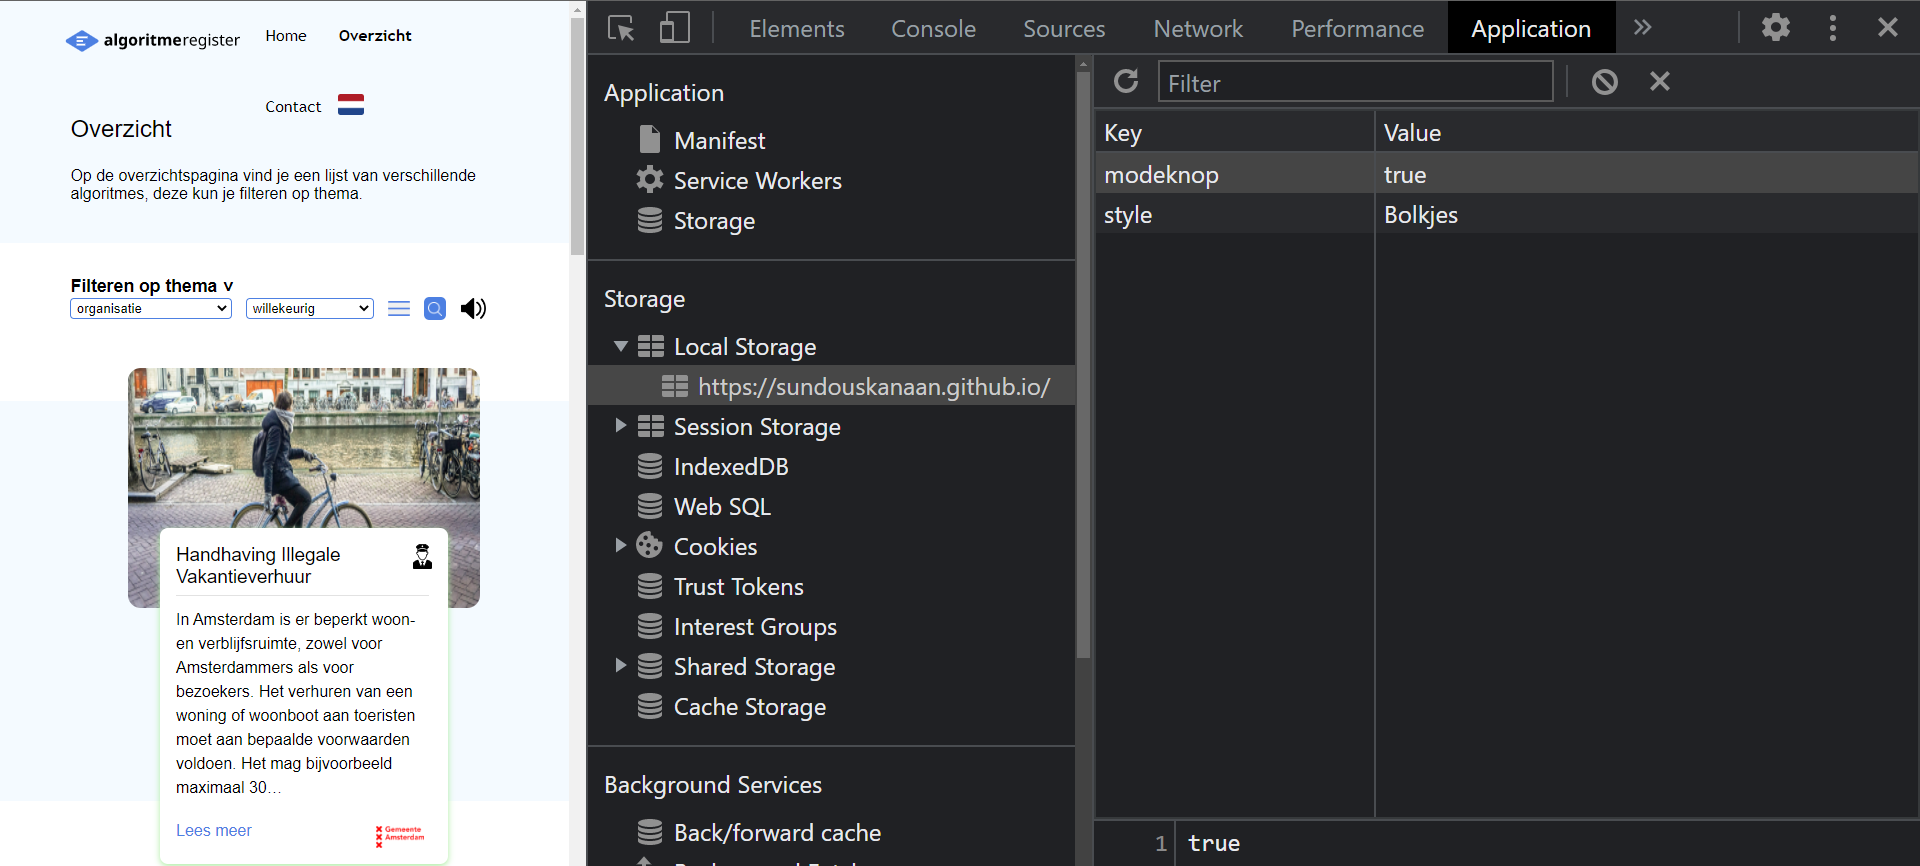 algoritmeregister
Home
Overzicht
Contact
Overzicht
Op de overzichtspagina vind je een lijst van verschillende
algoritmes, deze kun je filteren op thema.
Filteren op thema v
organisatie
willekeurig
Handhaving Illegale
Vakantieverhuur
In Amsterdam is er beperkt woon-
en verblijfsruimte, zowel voor
Amsterdammers als voor
bezoekers. Het verhuren van een
woning of woonboot aan toeristen
moet aan bepaalde voorwaarden
voldoen. Het mag bijvoorbeeld
maximaal 30…
Lees meer
Gemeente
Amsterdam
Elements
Console
Sources
Network
Performance
Application
Application
Manifest
Service Workers
Storage
Storage
Local Storage
https://sundouskanaan.github.io/
Session Storage
IndexedDB
Web SQL
Cookies
Trust Tokens
Interest Groups
Shared Storage
Cache Storage
Background Services
Back/forward cache
Filter
Key Value
modeknop true
style Bolkjes
1 true